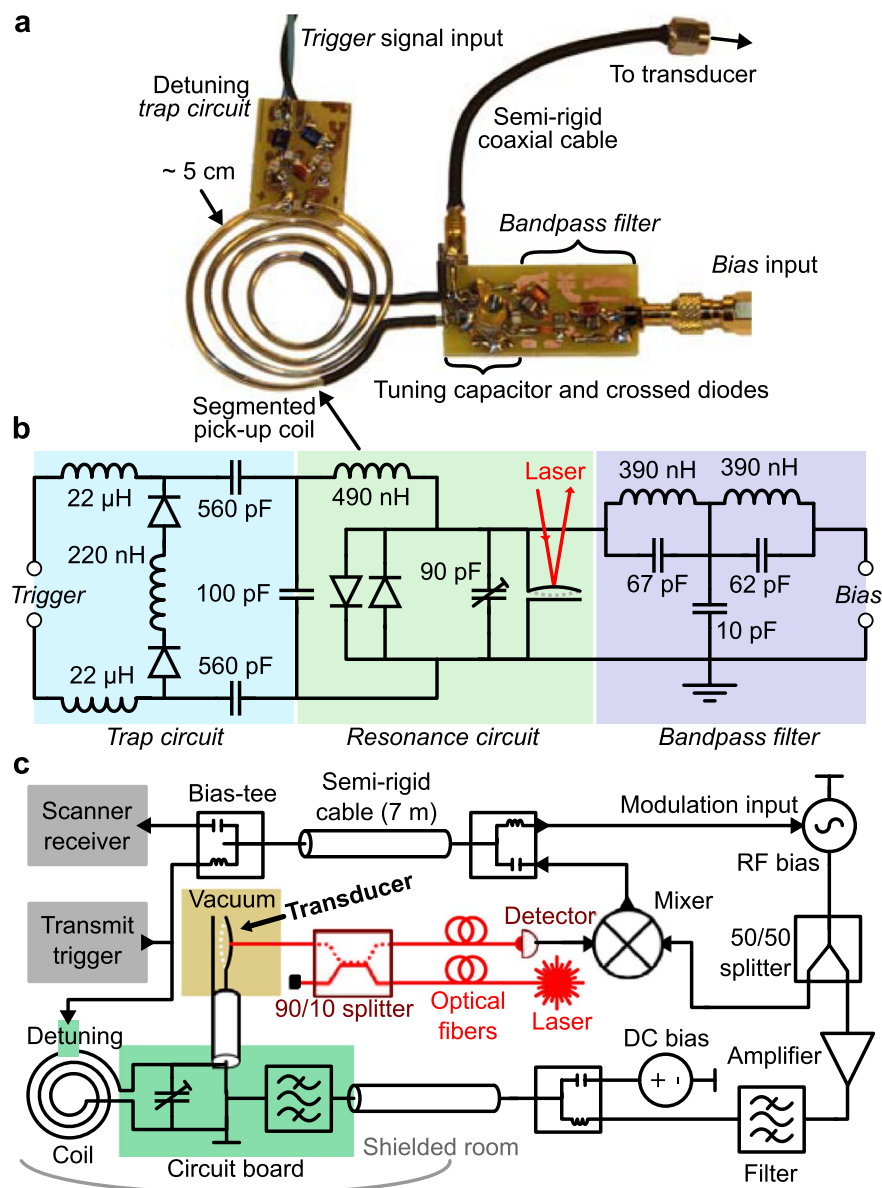 a
Trigger signal input
To transducer
Detuning
trap circuit
Semi-rigid
coaxial cable
~ 5 cm
Bandpass filter
Bias input
Tuning capacitor and crossed diodes
Segmented
pick-up coil
b
22 µH
560 pF
490 nH
Laser
390 nH
390 nH
220 nH
90 pF
67 pF
62 pF
Trigger
100 pF
Bias
10 pF
22 µH
560 pF
Trap circuit
Resonance circuit
Bandpass filter
c
Scanner
receiver
Bias-tee
Semi-rigid
cable (7 m)
Modulation input
RF bias
Vacuum
Transducer
Transmit
trigger
Detector
Mixer
50/50
splitter
90/10 splitter
Optical
fibers
Laser
Detuning
DC bias
+ -
Amplifier
Coil
Circuit board
Shielded room
Filter